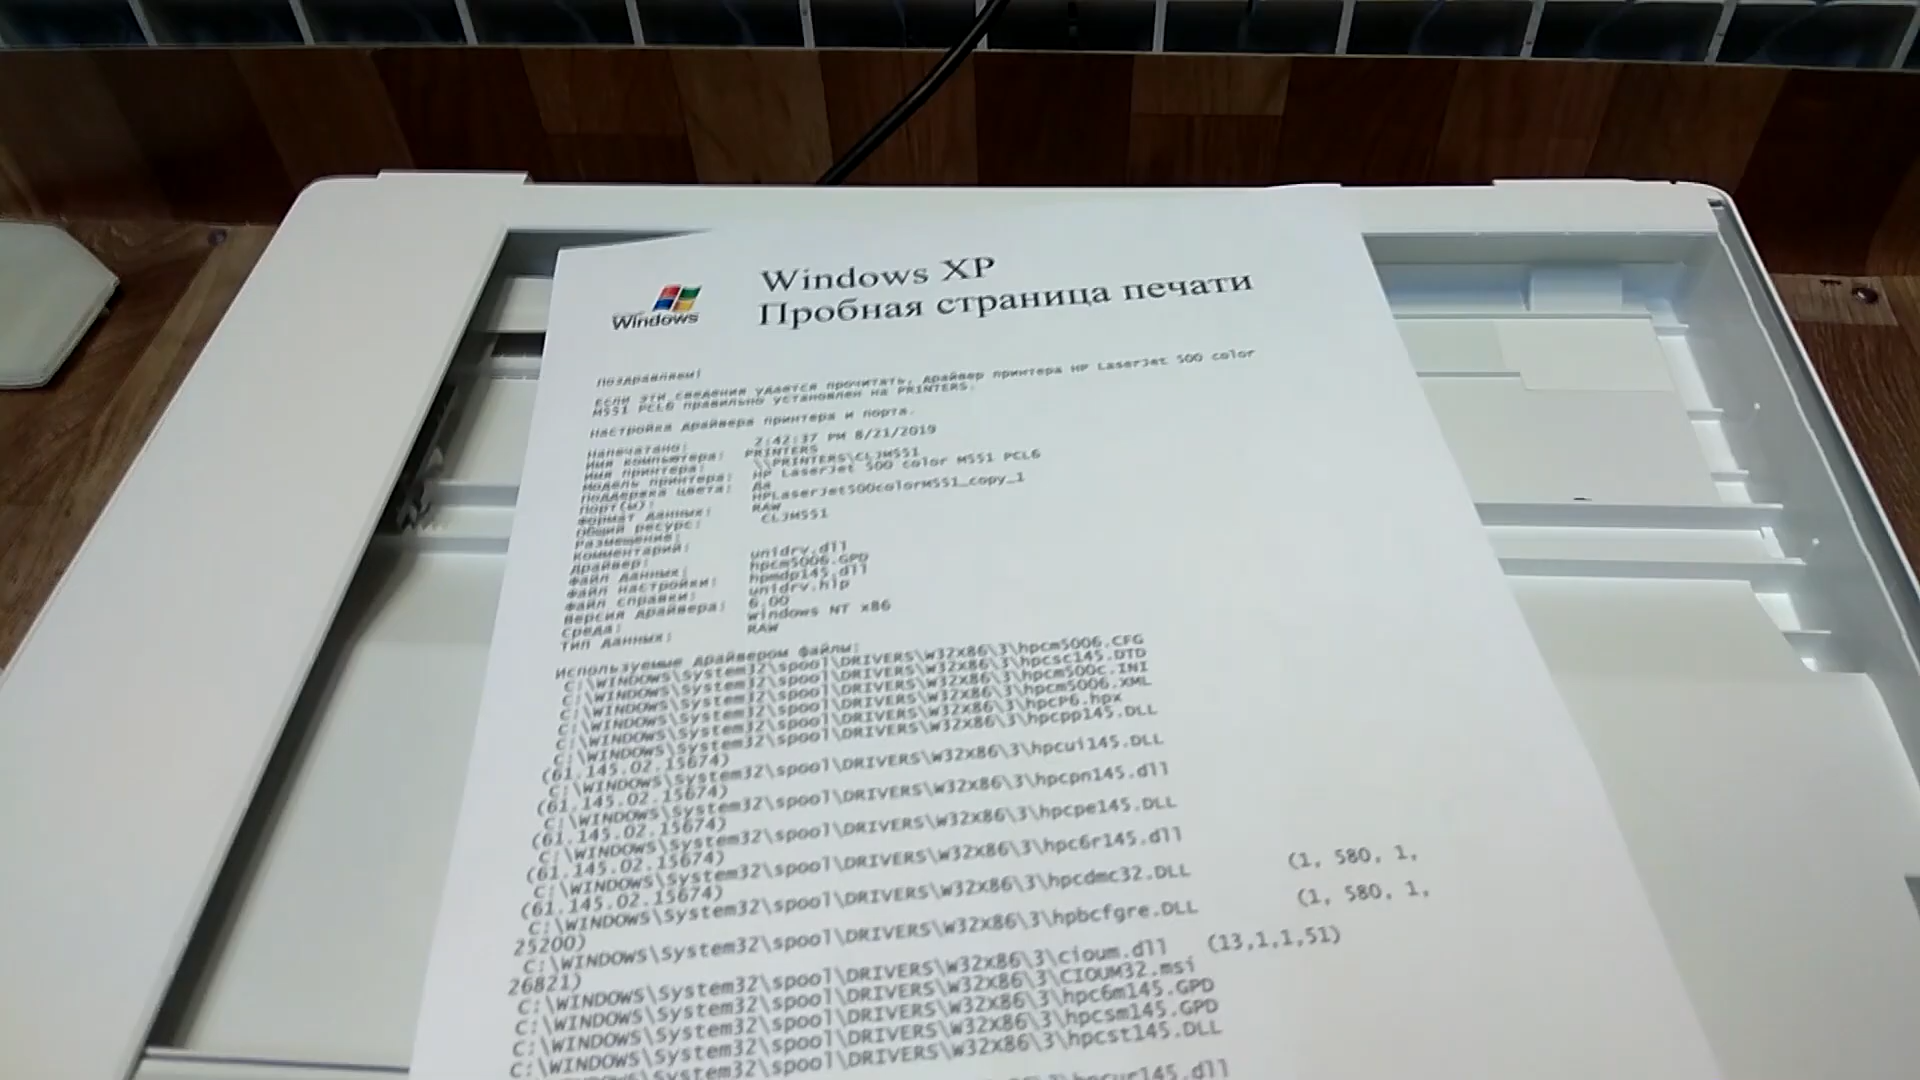 Windows
Windows XP
Пробная страница печати
Поздравляем!
Если эти сведения удается прочитать, драйвер принтера HP LaserJet 500 color
M551 PCL6 правильно установлен на PRINTERS.
Настройка драйвера принтера и порта.
Напечатано: 2:42:37 PM 8/21/2019
Имя компьютера: PRINTERS
Имя принтера: \\PRINTERS\CLJM551
Модель принтера: HP LaserJet 500 color M551 PCL6
Поддержка цвета: Да
Порт(ы): HPLaserJet500colorM551_copy_1
Формат данных: RAW
Общий ресурс: CLJM551
Размещение:
Комментарий:
Драйвер: unidrv.dll
Файл данных: hpcm5006.GPD
Файл настройки: hpmdp145.dll
Файл справки: unidrv.hlp
Версия драйвера: 6.00
Среда: Windows NT x86
Тип данных: RAW
Используемые драйвером файлы:
C:\WINDOWS\System32\spool\DRIVERS\W32X86\3\hpcm5006.CFG
C:\WINDOWS\System32\spool\DRIVERS\W32X86\3\hpcsc145.DTD
C:\WINDOWS\System32\spool\DRIVERS\W32X86\3\hpcm500c.INI
C:\WINDOWS\System32\spool\DRIVERS\W32X86\3\hpcm5006.XML
C:\WINDOWS\System32\spool\DRIVERS\W32X86\3\hpcP6.hpx
C:\WINDOWS\System32\spool\DRIVERS\W32X86\3\hpcpp145.DLL
(61.145.02.15674)
C:\WINDOWS\System32\spool\DRIVERS\W32X86\3\hpcui145.DLL
(61.145.02.15674)
C:\WINDOWS\System32\spool\DRIVERS\W32X86\3\hpcpn145.dll
(61.145.02.15674)
C:\WINDOWS\System32\spool\DRIVERS\W32X86\3\hpcpe145.DLL
(61.145.02.15674)
C:\WINDOWS\System32\spool\DRIVERS\W32X86\3\hpc6r145.dll
(61.145.02.15674)
C:\WINDOWS\System32\spool\DRIVERS\W32X86\3\hpcdmc32.DLL (1, 580, 1,
25200)
C:\WINDOWS\System32\spool\DRIVERS\W32X86\3\hpbcfgre.DLL (1, 580, 1,
26821)
C:\WINDOWS\System32\spool\DRIVERS\W32X86\3\cioum.dll (13,1,1,51)
C:\WINDOWS\System32\spool\DRIVERS\W32X86\3\CIOUM32.msi
C:\WINDOWS\System32\spool\DRIVERS\W32X86\3\hpc6m145.GPD
C:\WINDOWS\System32\spool\DRIVERS\W32X86\3\hpcsm145.GPD
C:\WINDOWS\System32\spool\DRIVERS\W32X86\3\hpcst145.DLL